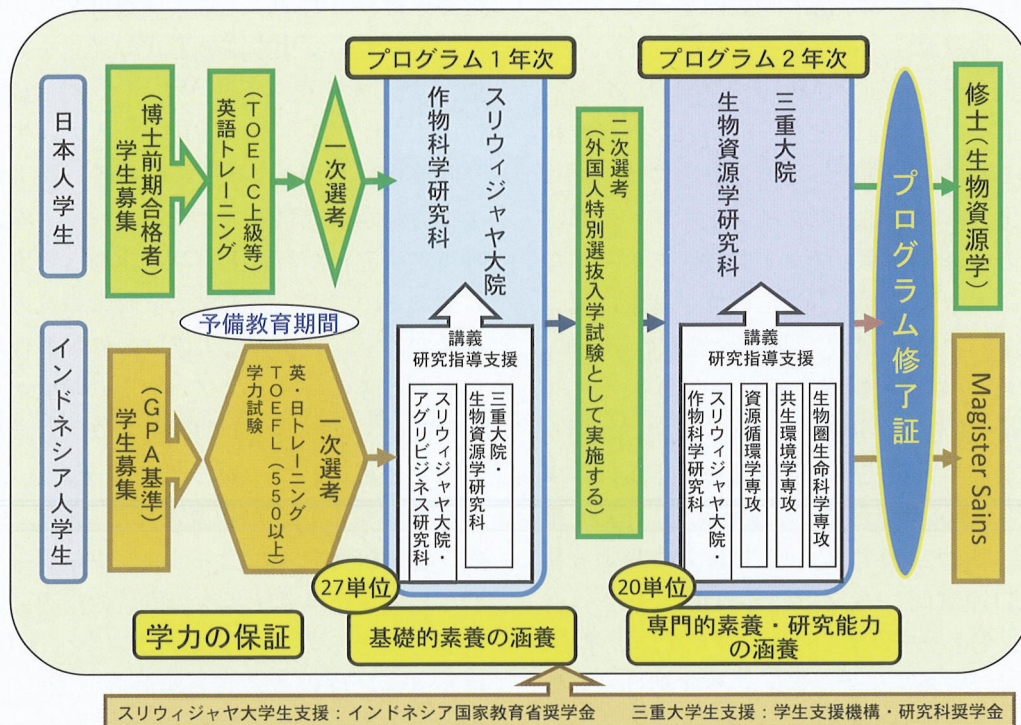 プログラム1年次
プログラム2年次
日本人学生
学生募集
(博士前期合格者)
英語トレーニング
(TOEIC上級等)
一次選考
スリウィジャヤ大院
作物科学研究科
二次選考
(外国人特別選抜入学試験として実施する)
三重大院
生物資源学研究科
プログラム修了証
修士(生物資源学)
予備教育期間
インドネシア人学生
学生募集
(GPA基準)
一次選考
英・日トレーニング
TOEFL(550以上)
学力試験
講義
研究指導支援
三重大院・
生物資源学研究科
スリウィジャヤ大院・
アグリビジネス研究科
講義
研究指導支援
生物圏生命科学専攻
共生環境学専攻
資源循環学専攻
スリウィジャヤ大院・
作物科学研究科
Magister Sains
27単位
20単位
学力の保証
基礎的素養の涵養
専門的素養・研究能力
の涵養
スリウィジャヤ大学生支援:インドネシア国家教育省奨学金
三重大学生支援:学生支援機構・研究科奨学金